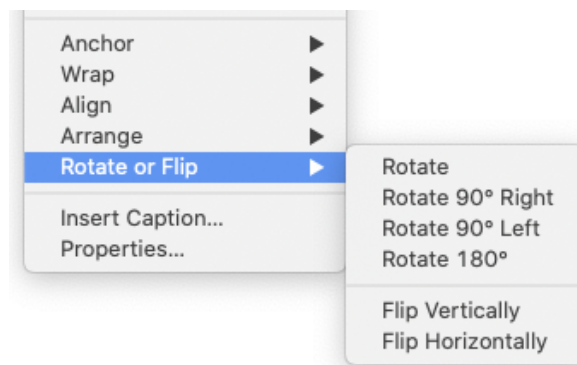 Anchor
Wrap
Align
Arrange
Rotate or Flip
Insert Caption...
Properties...
Rotate
Rotate 90° Right
Rotate 90° Left
Rotate 180°
Flip Vertically
Flip Horizontally